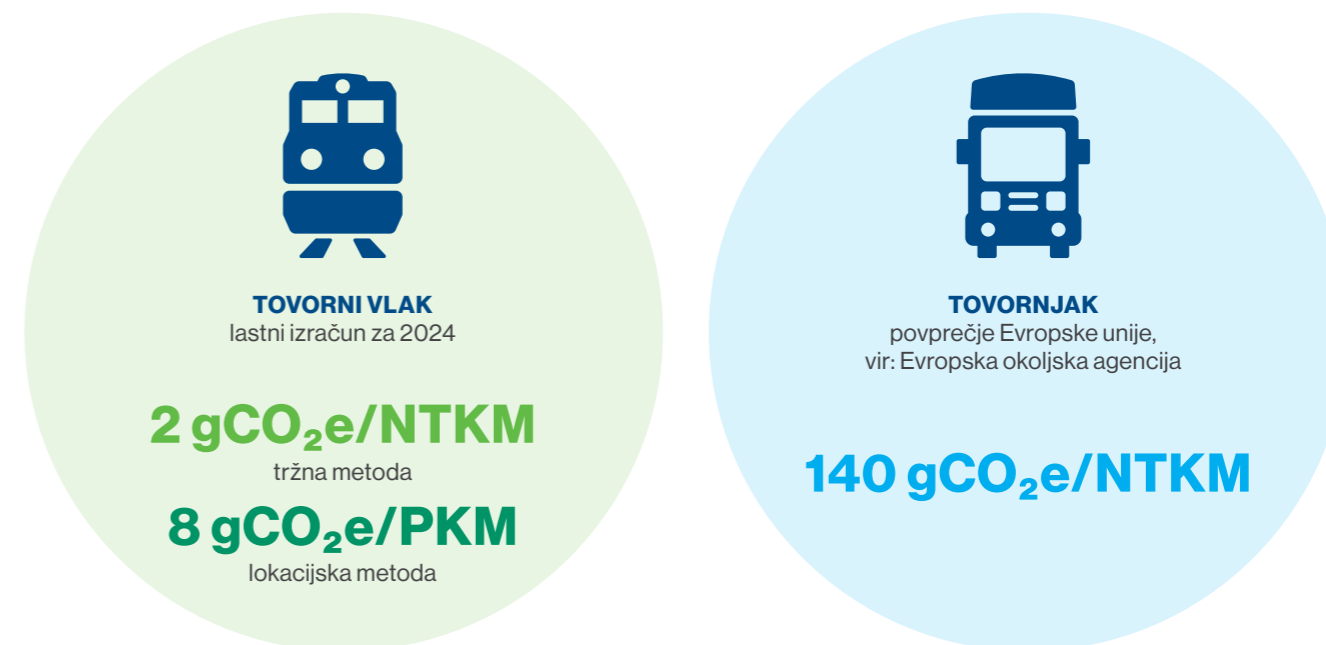 TOVORNI VLAK
lastni izračun za 2024
2 gCO₂e/NTKM
tržna metoda
8 gCO₂e/PKM
lokacijska metoda
TOVORNJAK
povprečje Evropske unije,
vir: Evropska okoljska agencija
140 gCO₂e/NTKM